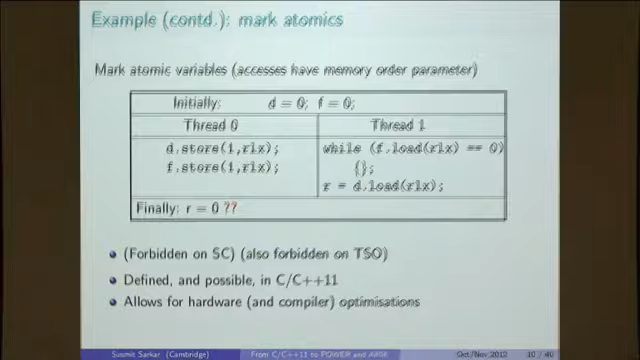 Example (contd.): mark atomics
Mark atomic variables (accesses have memory order parameter)
Initially: d = 0; f = 0;
Thread 0 Thread 1
d.store(1,rlx); while (f.load(rlx) == 0)
f.store(1,rlx); {};
r = d.load(rlx);
Finally: r = 0 ??
(Forbidden on SC) (also forbidden on TSO)
Defined, and possible, in C/C++11
Allows for hardware (and compiler) optimisations
Susmit Sarkar (Cambridge) From C/C++11 to POWER and ARM Oct/Nov 2012 10 / 40